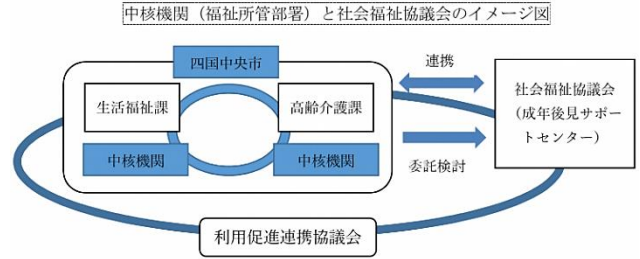 中核機関（福祉所管部署）と社会福祉協議会のイメージ図
四国中央市
生活福祉課
高齢介護課
中核機関
中核機関
連携
委託検討
社会福祉協議会
（成年後見サポー
トセンター）
利用促進連携協議会